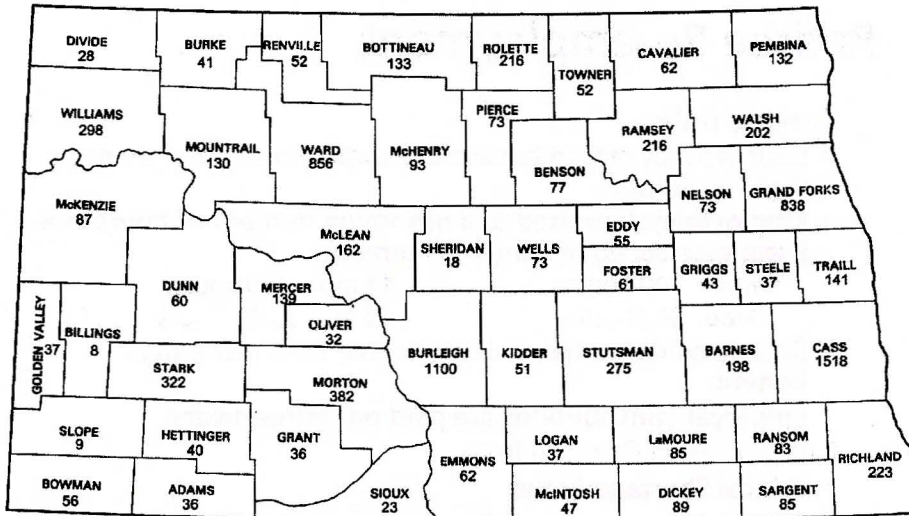 DIVIDE
28
BURKE
41
RENVILLE
52
BOTTINEAU
133
ROLETTE
216
TOWNER
52
CAVALIER
62
PEMBINA
132
WILLIAMS
298
MOUNTRAIL
130
WARD
856
McHENRY
93
PIERCE
73
BENSON
77
RAMSEY
216
WALSH
202
McKENZIE
87
McLEAN
162
SHERIDAN
18
WELLS
73
EDDY
55
FOSTER
61
NELSON
73
GRAND FORKS
838
DUNN
60
MERCER
139
OLIVER
32
GRIGGS
43
STEELE
37
TRAILL
141
GOLDEN VALLEY
37
BILLINGS
8
STARK
322
MORTON
382
BURLEIGH
1100
KIDDER
51
STUTSMAN
275
BARNES
198
CASS
1518
SLOPE
9
HETTINGER
40
GRANT
36
EMMONS
62
LOGAN
37
LaMOURE
85
RANSOM
83
RICHLAND
223
BOWMAN
56
ADAMS
36
SIOUX
23
McINTOSH
47
DICKEY
89
SARGENT
85